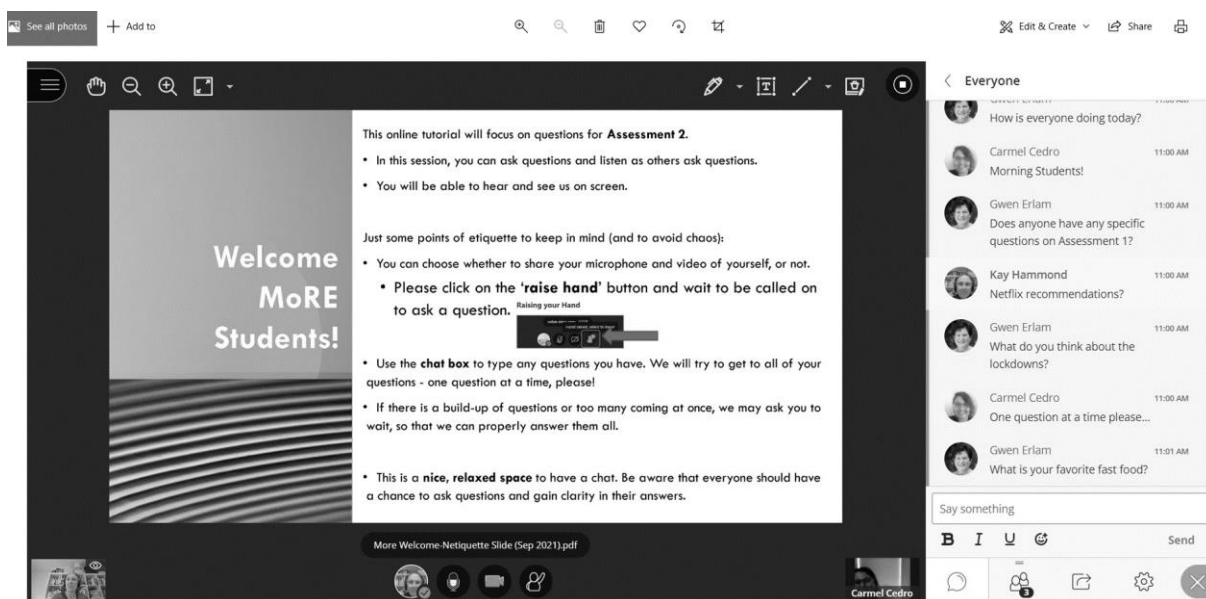 See all photos
Add to
Edit & Create
Share
Welcome
MoRE
Students!
This online tutorial will focus on questions for Assessment 2.
• In this session, you can ask questions and listen as others ask questions.
• You will be able to hear and see us on screen.
Just some points of etiquette to keep in mind (and to avoid chaos):
• You can choose whether to share your microphone and video of yourself, or not.
• Please click on the 'raise hand' button and wait to be called on
to ask a question.
Raising your Hand
• Use the chat box to type any questions you have. We will try to get to all of your
questions - one question at a time, please!
• If there is a build-up of questions or too many coming at once, we may ask you to
wait, so that we can properly answer them all.
• This is a nice, relaxed space to have a chat. Be aware that everyone should have
a chance to ask questions and gain clarity in their answers.
More Welcome-Netiquette Slide (Sep 2021).pdf
Carmel Cedro
Everyone
Gwen Erlam 11:00 AM
How is everyone doing today?
Carmel Cedro 11:00 AM
Morning Students!
Gwen Erlam 11:00 AM
Does anyone have any specific
questions on Assessment 1?
Kay Hammond 11:00 AM
Netflix recommendations?
Gwen Erlam 11:00 AM
What do you think about the
lockdowns?
Carmel Cedro 11:00 AM
One question at a time please...
Gwen Erlam 11:01 AM
What is your favorite fast food?
Say something
B I U
Send
3